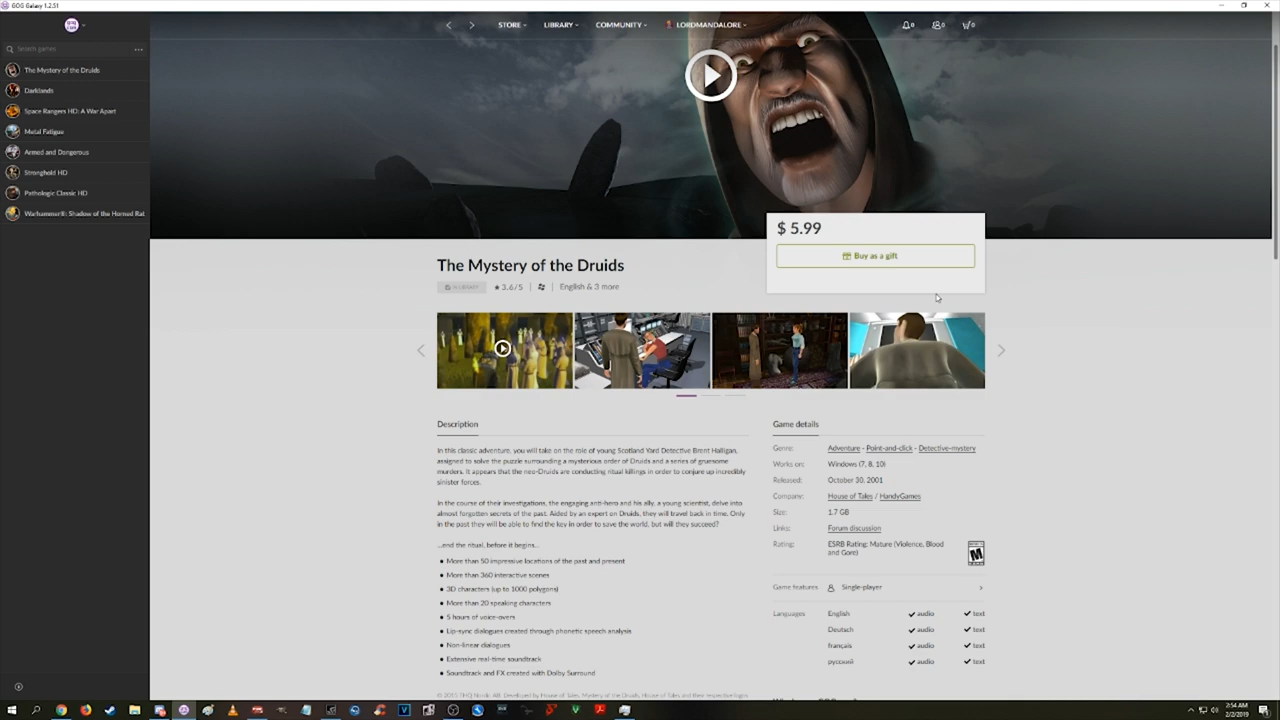 GOG Galaxy 1.2.51
STORE
LIBRARY
COMMUNITY
LORDMANDALORE
0
0
0
Search games
The Mystery of the Druids
Darklands
Space Rangers HD: A War Apart
Metal Fatigue
Armed and Dangerous
Stronghold HD
Pathologic Classic HD
Warhammer®: Shadow of the Horned Rat
$ 5.99
Buy as a gift
The Mystery of the Druids
IN LIBRARY
3.6/5
English & 3 more
Description
In this classic adventure, you will take on the role of young Scotland Yard Detective Brent Halligan,
assigned to solve the puzzle surrounding a mysterious order of Druids and a series of gruesome
murders. It appears that the neo-Druids are conducting ritual killings in order to conjure up incredibly
sinister forces.
In the course of their investigations, the engaging anti-hero and his ally, a young scientist, delve into
almost forgotten secrets of the past. Aided by an expert on Druids, they will travel back in time. Only
in the past they will be able to find the key in order to save the world, but will they succeed?
...end the ritual, before it begins...
More than 50 impressive locations of the past and present
More than 360 interactive scenes
3D characters (up to 1000 polygons)
More than 20 speaking characters
5 hours of voice-overs
Lip-sync dialogues created through phonetic speech analysis
Non-linear dialogues
Extensive real-time soundtrack
Soundtrack and FX created with Dolby Surround
© 2015 THQ Nordic AB. Developed by House of Tales. Mystery of the Druids, House of Tales and their respective logos
Game details
Genre: Adventure - Point-and-click - Detective-mystery
Works on: Windows (7, 8, 10)
Released: October 30, 2001
Company: House of Tales / HandyGames
Size: 1.7 GB
Links: Forum discussion
Rating: ESRB Rating: Mature (Violence, Blood
and Gore)
M
Game features Single-player
Languages English audio text
Deutsch audio text
français audio text
русский audio text
2:54 AM
2/2/2019